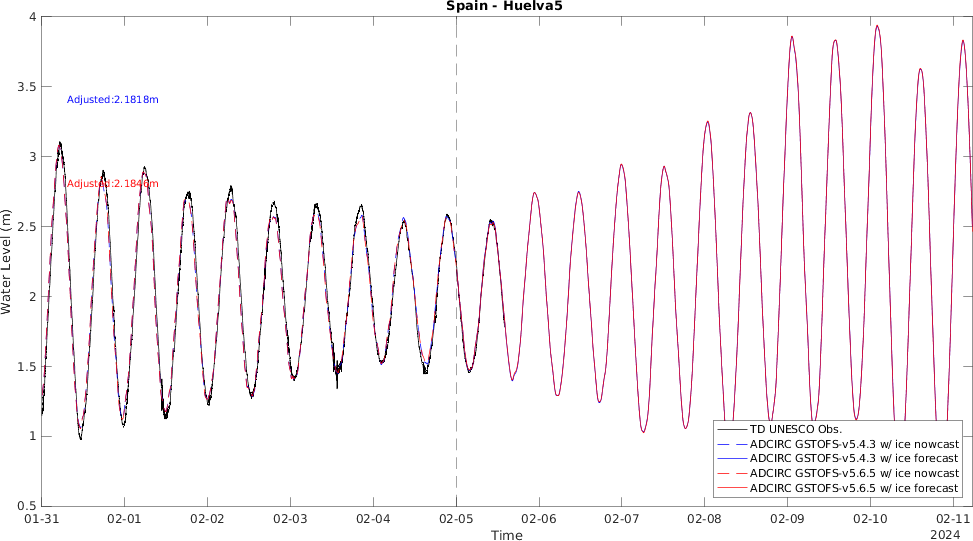 Spain - Huelva5
Water Level (m)
4
3.5
3
2.5
2
1.5
1
0.5
Adjusted:2.1818m
Adjusted:2.1846m
TD UNESCO Obs.
ADCIRC GSTOFS-v5.4.3 w/ ice nowcast
ADCIRC GSTOFS-v5.4.3 w/ ice forecast
ADCIRC GSTOFS-v5.6.5 w/ ice nowcast
ADCIRC GSTOFS-v5.6.5 w/ ice forecast
01-31 02-01 02-02 02-03 02-04 02-05 02-06 02-07 02-08 02-09 02-10 02-11
Time
2024